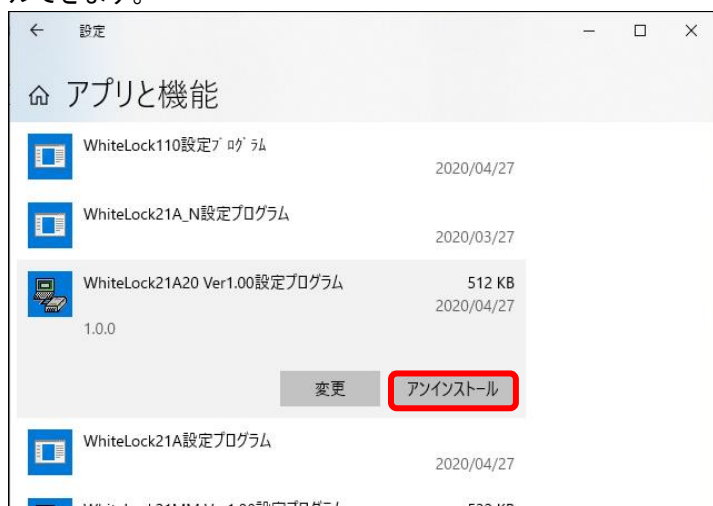 ルできます。
設定
アプリと機能
WhiteLock110設定ﾌﾟﾛｸﾞﾗﾑ
2020/04/27
WhiteLock21A_N設定プログラム
2020/03/27
WhiteLock21A20 Ver1.00設定プログラム 512 KB
2020/04/27
1.0.0
変更 アンインストール
WhiteLock21A設定プログラム
2020/04/27